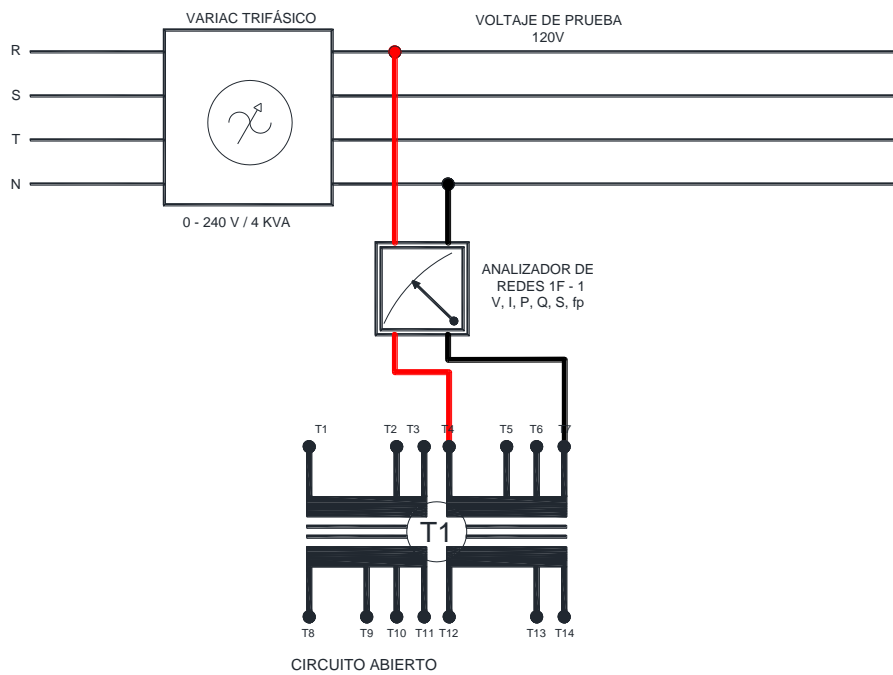 VARIAC TRIFÁSICO
VOLTAJE DE PRUEBA
120V
R
S
T
N
0 - 240 V / 4 KVA
ANALIZADOR DE
REDES 1F - 1
V, I, P, Q, S, fp
T1 T2 T3 T4 T5 T6 T7
T1
T8 T9 T10 T11 T12 T13 T14
CIRCUITO ABIERTO